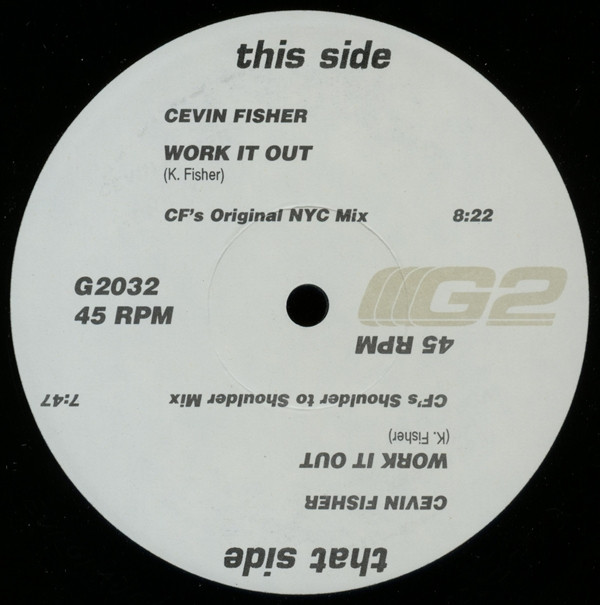 this side
CEVIN FISHER
WORK IT OUT
(K. Fisher)
CF's Original NYC Mix 8:22
G2032
45 RPM
G2
that side
CEVIN FISHER
WORK IT OUT
(K. Fisher)
CF's Shoulder to Shoulder Mix 7:47
45 RPM